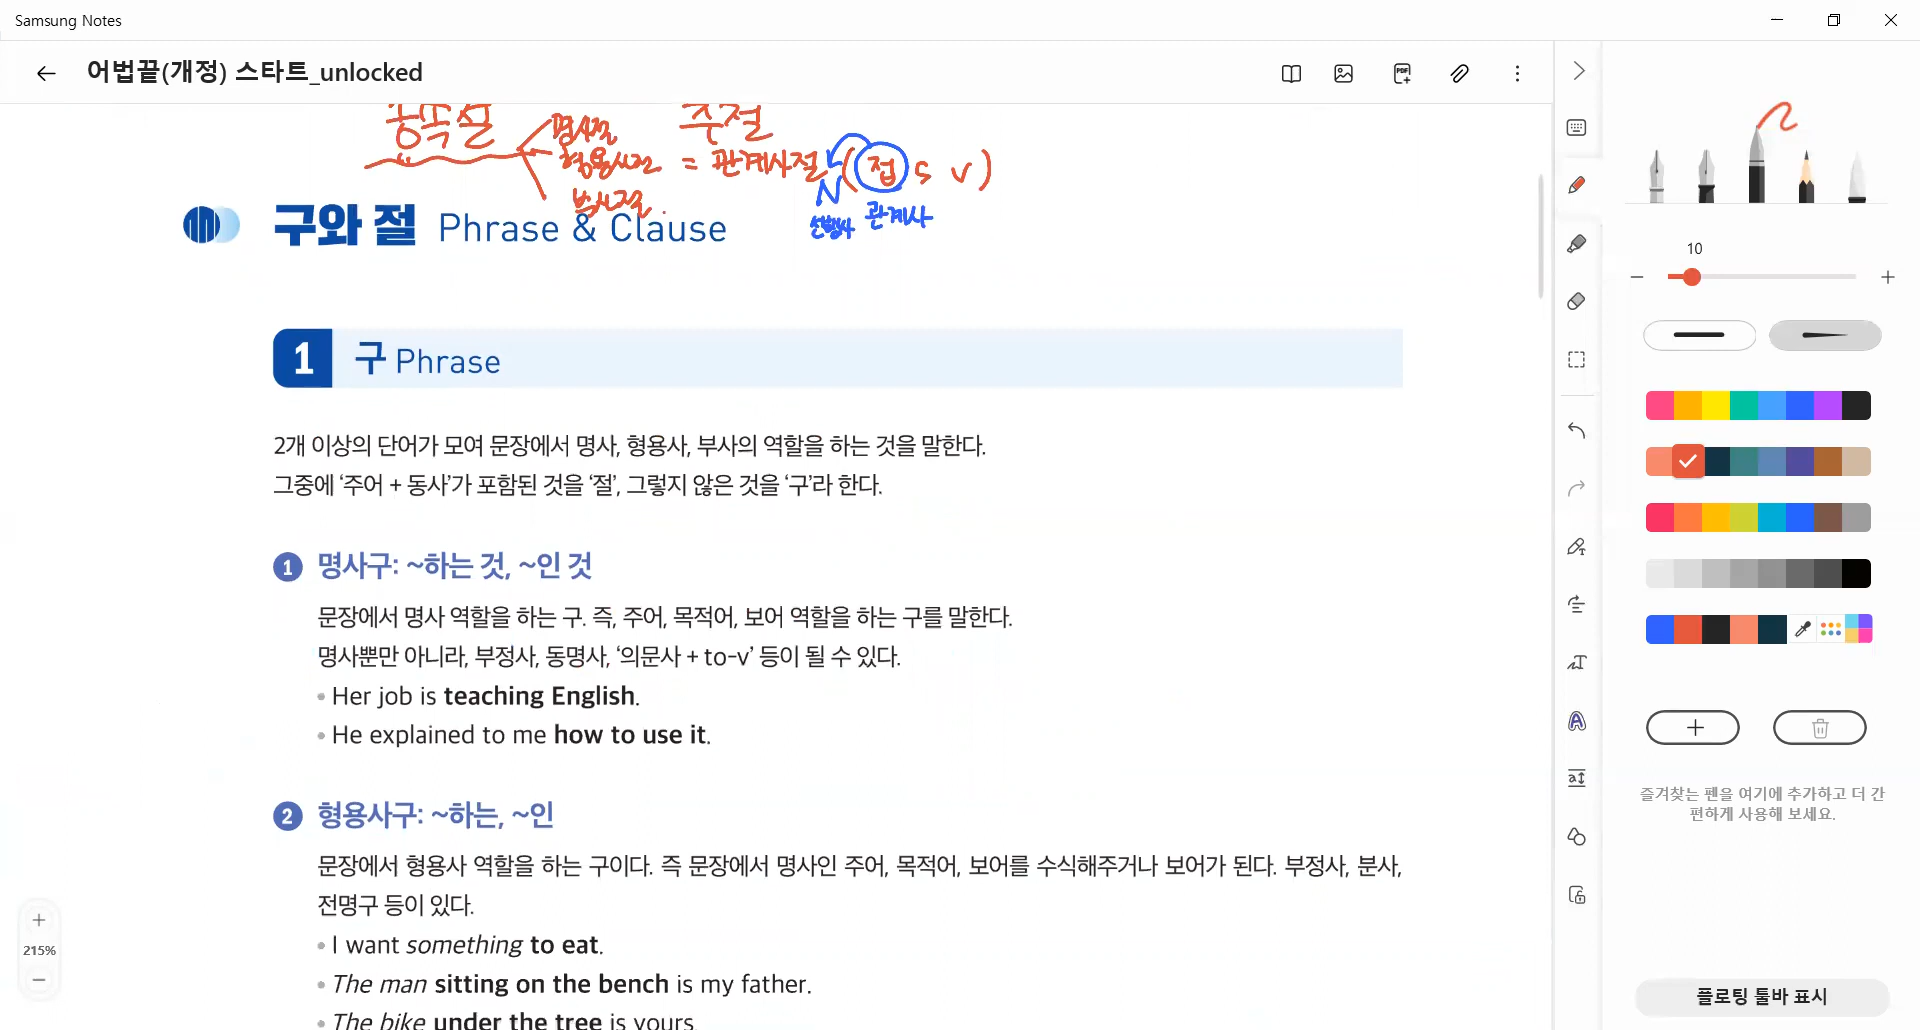 Samsung Notes
어법끝(개정) 스타트_unlocked
종속절 명사절 주절
형용사절 = 관계사절 (접 S V)
부사절
N
선행사 관계사
구와 절 Phrase & Clause
1 구 Phrase
2개 이상의 단어가 모여 문장에서 명사, 형용사, 부사의 역할을 하는 것을 말한다.
그중에 ‘주어 + 동사’가 포함된 것을 ‘절’, 그렇지 않은 것을 ‘구’라 한다.
1 명사구: ~하는 것, ~인 것
문장에서 명사 역할을 하는 구. 즉, 주어, 목적어, 보어 역할을 하는 구를 말한다.
명사뿐만 아니라, 부정사, 동명사, ‘의문사 + to-v’ 등이 될 수 있다.
• Her job is teaching English.
• He explained to me how to use it.
2 형용사구: ~하는, ~인
문장에서 형용사 역할을 하는 구이다. 즉 문장에서 명사인 주어, 목적어, 보어를 수식해주거나 보어가 된다. 부정사, 분사,
전명구 등이 있다.
• I want something to eat.
• The man sitting on the bench is my father.
• The bike under the tree is yours.
215%
PDF
10
즐겨찾는 펜을 여기에 추가하고 더 간
편하게 사용해 보세요.
플로팅 툴바 표시